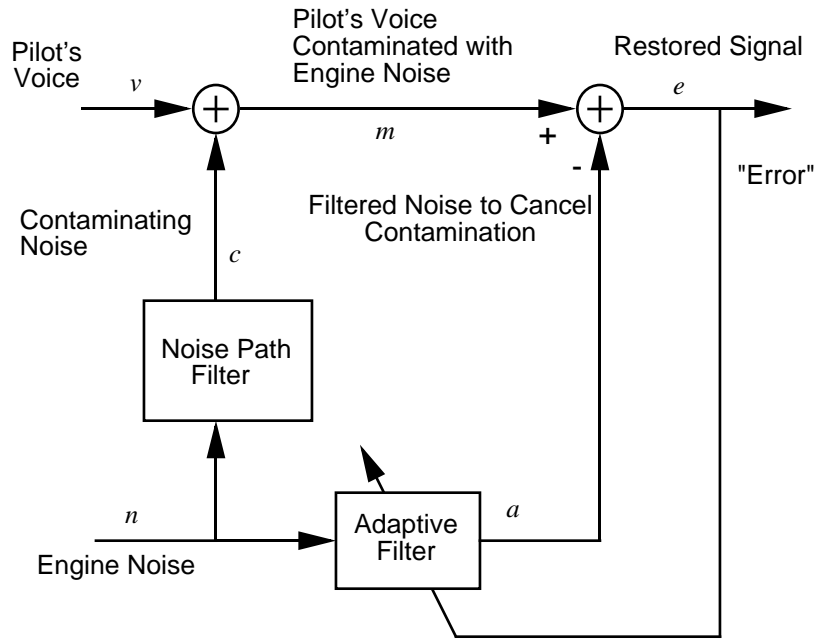 Pilot's
Voice
v
+
Pilot's Voice
Contaminated with
Engine Noise
m
+
+
-
Restored Signal
e
"Error"
Contaminating
Noise
c
Filtered Noise to Cancel
Contamination
Noise Path
Filter
n
Engine Noise
Adaptive
Filter
a